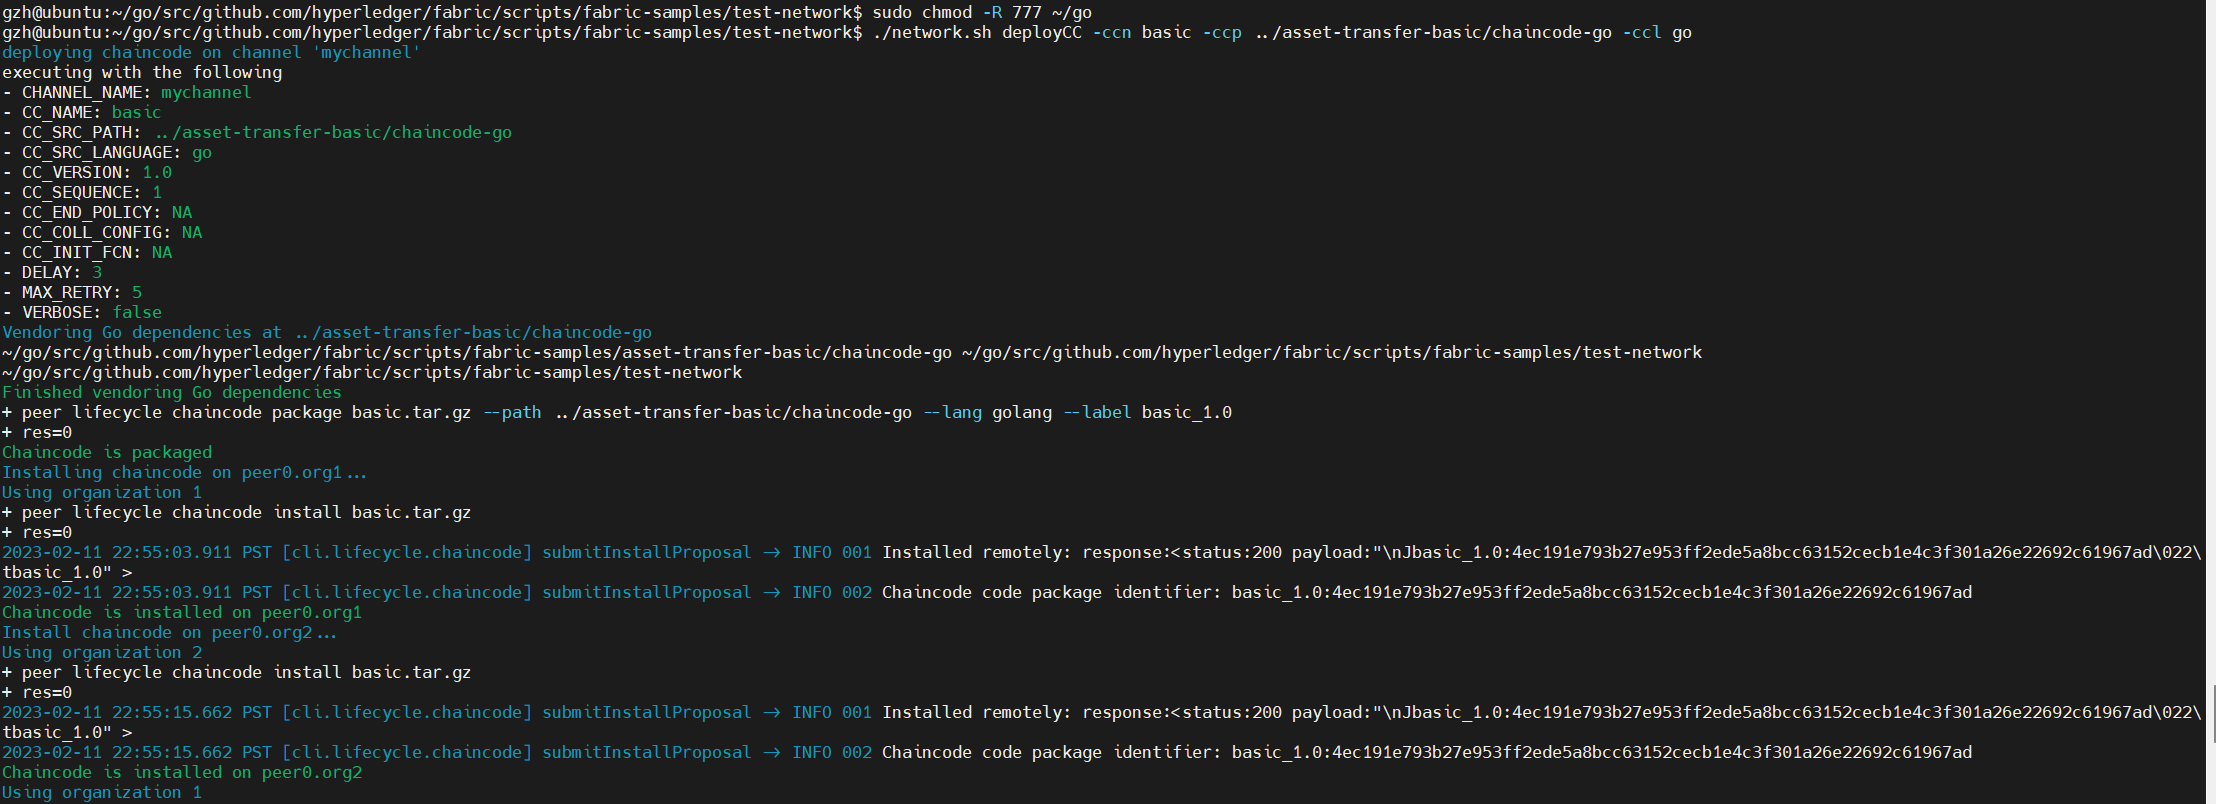 gzh@ubuntu:~/go/src/github.com/hyperledger/fabric/scripts/fabric-samples/test-network$ sudo chmod -R 777 ~/go
gzh@ubuntu:~/go/src/github.com/hyperledger/fabric/scripts/fabric-samples/test-network$ ./network.sh deployCC -ccn basic -ccp ../asset-transfer-basic/chaincode-go -ccl go
deploying chaincode on channel 'mychannel'
executing with the following
- CHANNEL_NAME: mychannel
- CC_NAME: basic
- CC_SRC_PATH: ../asset-transfer-basic/chaincode-go
- CC_SRC_LANGUAGE: go
- CC_VERSION: 1.0
- CC_SEQUENCE: 1
- CC_END_POLICY: NA
- CC_COLL_CONFIG: NA
- CC_INIT_FCN: NA
- DELAY: 3
- MAX_RETRY: 5
- VERBOSE: false
Vendoring Go dependencies at ../asset-transfer-basic/chaincode-go
~/go/src/github.com/hyperledger/fabric/scripts/fabric-samples/asset-transfer-basic/chaincode-go ~/go/src/github.com/hyperledger/fabric/scripts/fabric-samples/test-network
~/go/src/github.com/hyperledger/fabric/scripts/fabric-samples/test-network
Finished vendoring Go dependencies
+ peer lifecycle chaincode package basic.tar.gz --path ../asset-transfer-basic/chaincode-go --lang golang --label basic_1.0
+ res=0
Chaincode is packaged
Installing chaincode on peer0.org1...
Using organization 1
+ peer lifecycle chaincode install basic.tar.gz
+ res=0
2023-02-11 22:55:03.911 PST [cli.lifecycle.chaincode] submitInstallProposal -> INFO 001 Installed remotely: response:<status:200 payload:"\nJbasic_1.0:4ec191e793b27e953ff2ede5a8bcc63152cecb1e4c3f301a26e22692c61967ad\022\
tbasic_1.0" >
2023-02-11 22:55:03.911 PST [cli.lifecycle.chaincode] submitInstallProposal -> INFO 002 Chaincode code package identifier: basic_1.0:4ec191e793b27e953ff2ede5a8bcc63152cecb1e4c3f301a26e22692c61967ad
Chaincode is installed on peer0.org1
Install chaincode on peer0.org2...
Using organization 2
+ peer lifecycle chaincode install basic.tar.gz
+ res=0
2023-02-11 22:55:15.662 PST [cli.lifecycle.chaincode] submitInstallProposal -> INFO 001 Installed remotely: response:<status:200 payload:"\nJbasic_1.0:4ec191e793b27e953ff2ede5a8bcc63152cecb1e4c3f301a26e22692c61967ad\022\
tbasic_1.0" >
2023-02-11 22:55:15.662 PST [cli.lifecycle.chaincode] submitInstallProposal -> INFO 002 Chaincode code package identifier: basic_1.0:4ec191e793b27e953ff2ede5a8bcc63152cecb1e4c3f301a26e22692c61967ad
Chaincode is installed on peer0.org2
Using organization 1